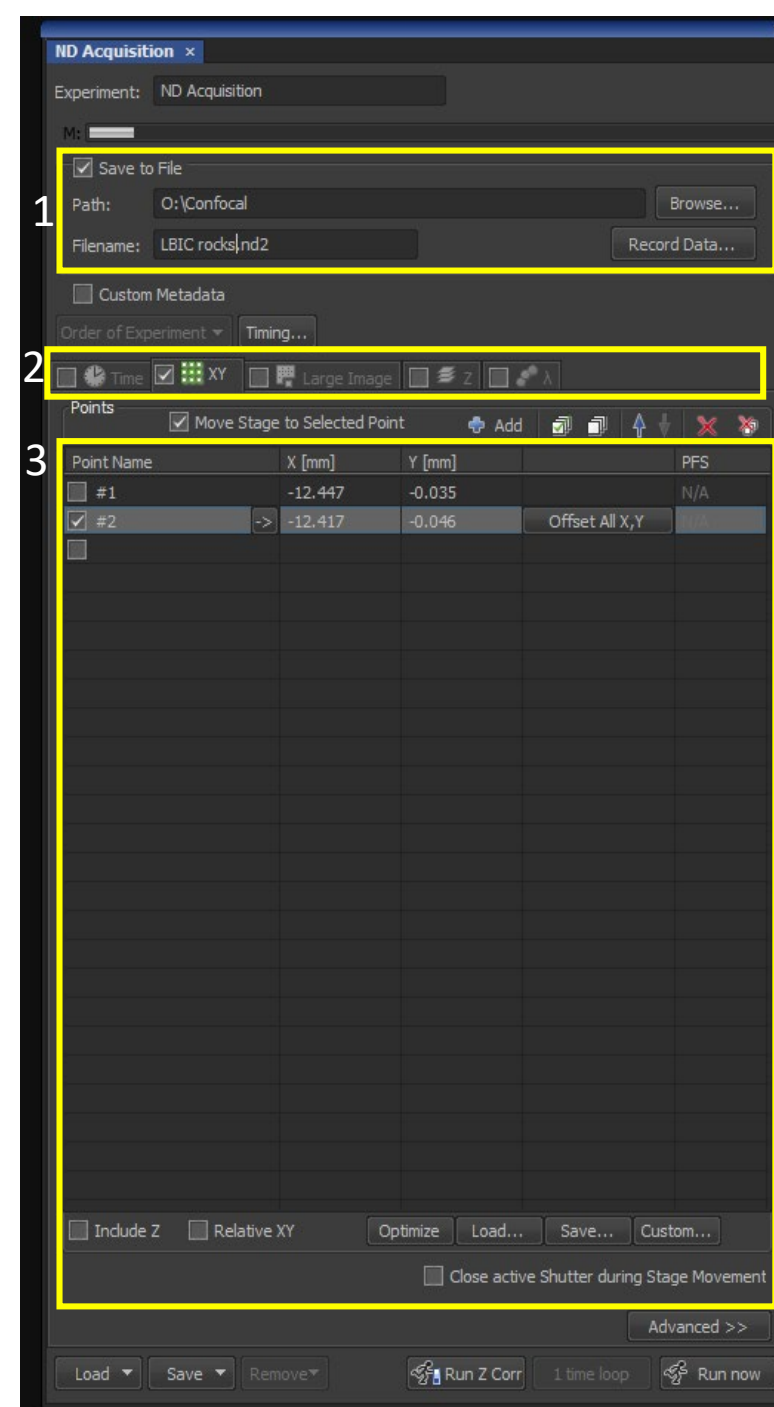 ND Acquisition ×
Experiment: ND Acquisition
M:
1
Save to File
Path: O:\Confocal Browse...
Filename: LBIC rocks.nd2 Record Data...
Custom Metadata
Order of Experiment Timing...
2
Time XY Large Image Z λ
Points
Move Stage to Selected Point Add
3
Point Name X [mm] Y [mm] PFS
#1 -12.447 -0.035 N/A
#2 -> -12.417 -0.046 Offset All X,Y N/A
Include Z Relative XY Optimize Load... Save... Custom...
Close active Shutter during Stage Movement
Advanced >>
Load Save Remove Run Z Corr 1 time loop Run now